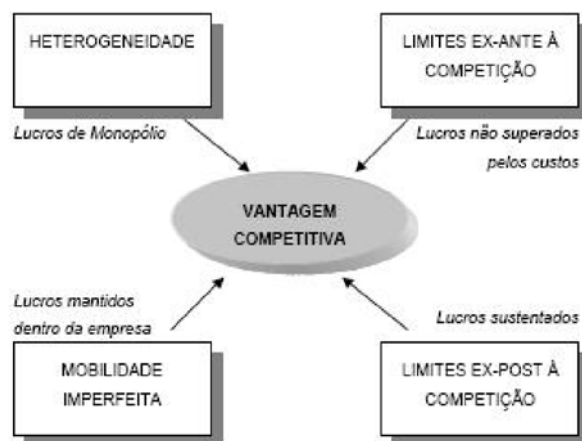 HETEROGENEIDADE
LIMITES EX-ANTE À
COMPETIÇÃO
Lucros de Monopólio
Lucros não superados
pelos custos
VANTAGEM
COMPETITIVA
Lucros mantidos
dentro da empresa
Lucros sustentados
MOBILIDADE
IMPERFEITA
LIMITES EX-POST À
COMPETIÇÃO